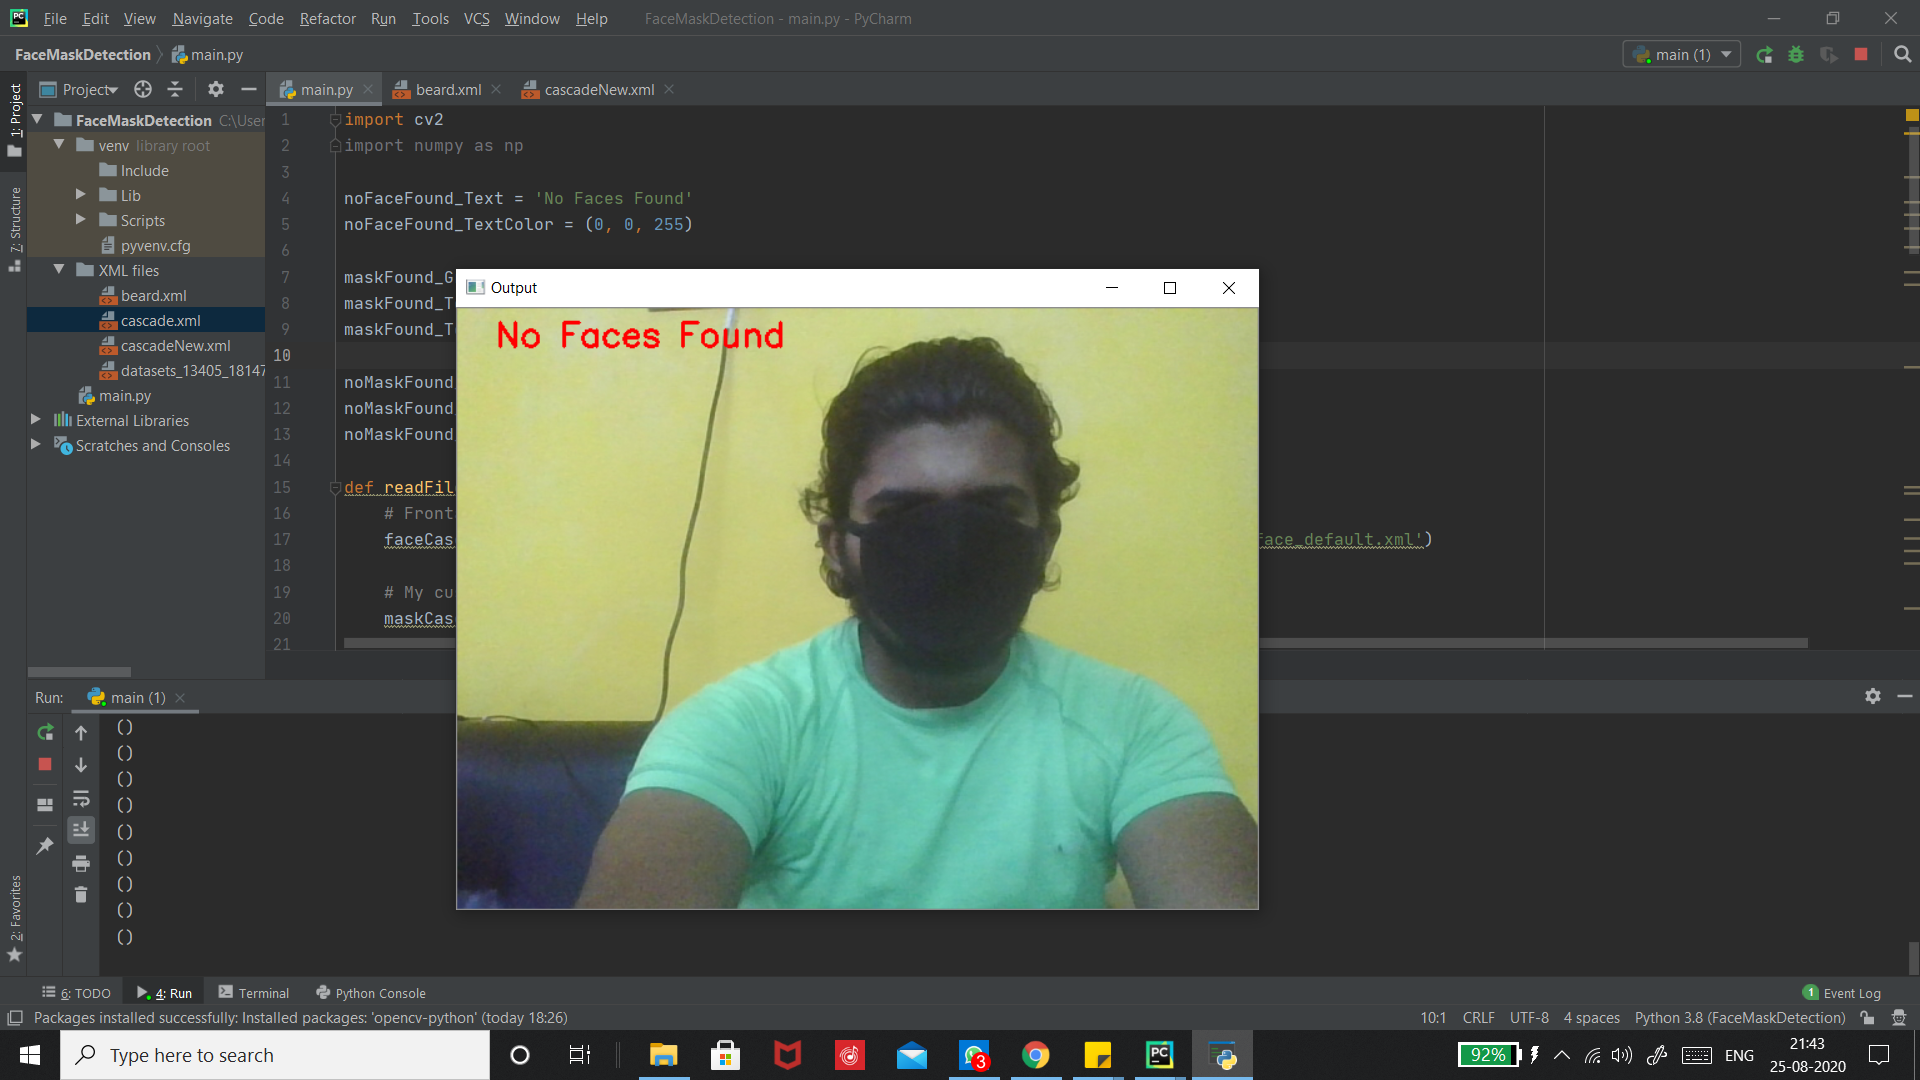 File Edit View Navigate Code Refactor Run Tools VCS Window Help FaceMaskDetection - main.py - PyCharm
FaceMaskDetection main.py
main (1)
1: Project
7: Structure
2: Favorites
Project
main.py
beard.xml
cascadeNew.xml
FaceMaskDetection C:\User
venv library root
Include
Lib
Scripts
pyvenv.cfg
XML files
beard.xml
cascade.xml
cascadeNew.xml
datasets_13405_18147
main.py
External Libraries
Scratches and Consoles
1 import cv2
2 import numpy as np
3
4 noFaceFound_Text = 'No Faces Found'
5 noFaceFound_TextColor = (0, 0, 255)
6
7 maskFound_G
8 maskFound_T
9 maskFound_T
10
11 noMaskFound_
12 noMaskFound_
13 noMaskFound_
14
15 def readFil
16 # Front
17 faceCas face_default.xml')
18
19 # My cu
20 maskCas
21
Output
No Faces Found
Run: main (1)
()
()
()
()
()
()
()
()
()
6: TODO 4: Run Terminal Python Console 1 Event Log
Packages installed successfully: Installed packages: 'opencv-python' (today 18:26) 10:1 CRLF UTF-8 4 spaces Python 3.8 (FaceMaskDetection)
Type here to search
3
PC
92%
ENG
21:43
25-08-2020